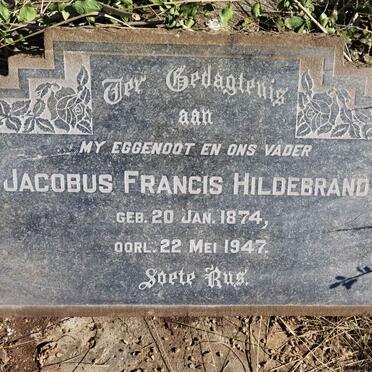 Ter Gedagtenis
aan
MY EGGENOOT EN ONS VADER
JACOBUS FRANCIS HILDEBRAND
GEB. 20 JAN. 1874,
OORL. 22 MEI 1947.
Soete Rus.